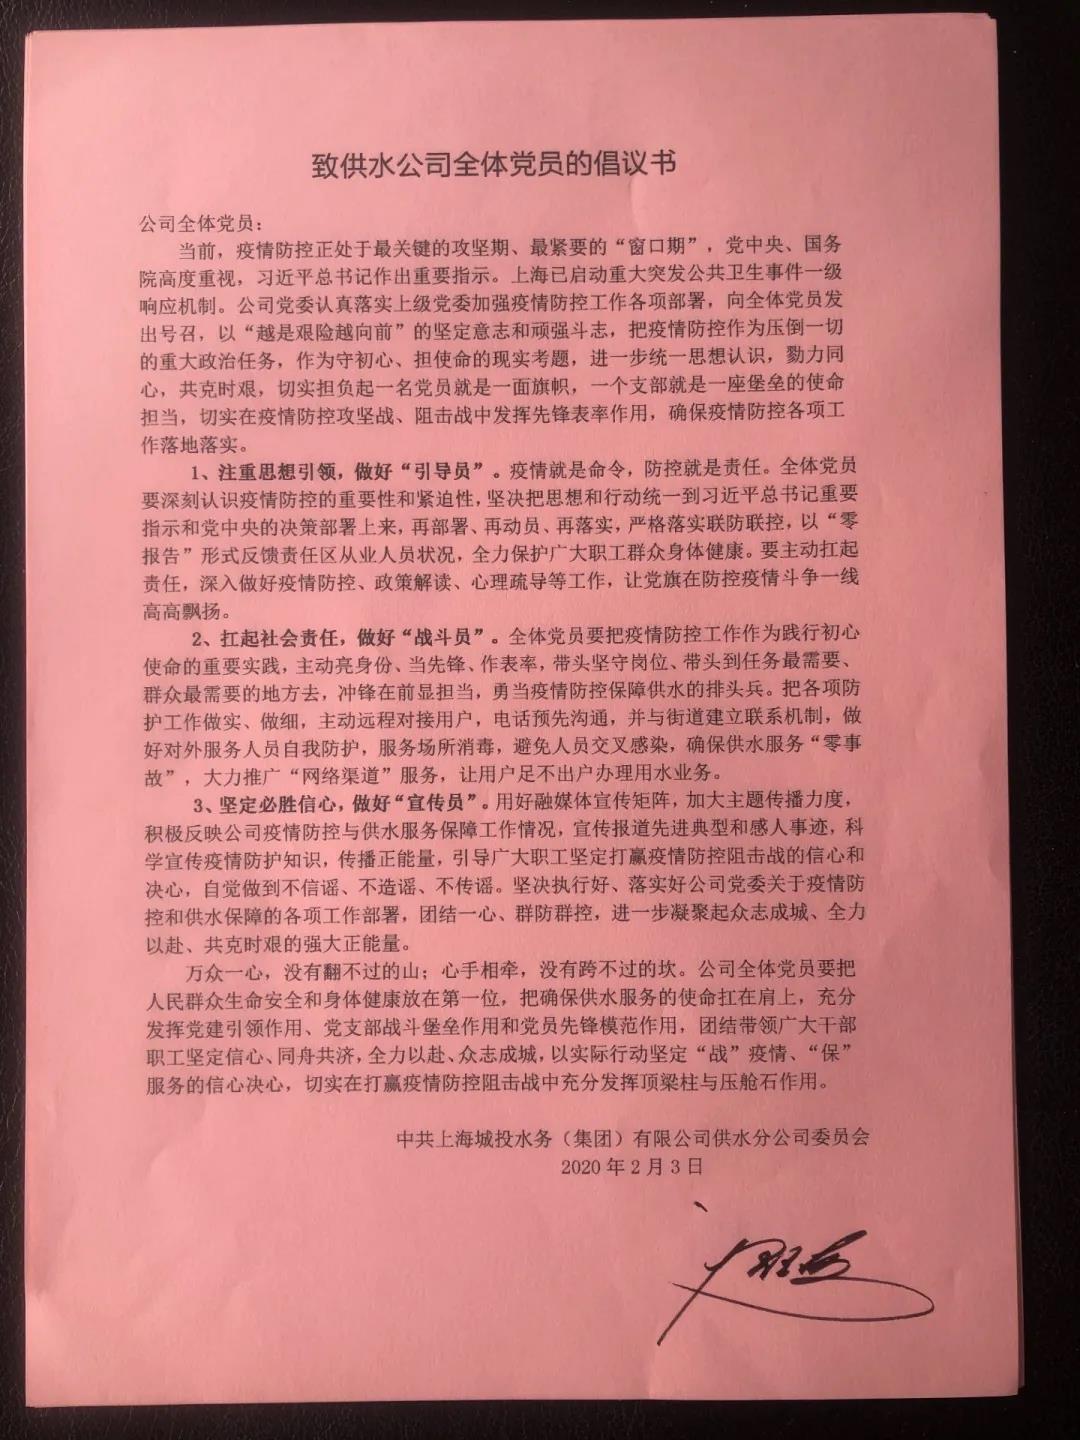 致供水公司全体党员的倡议书
公司全体党员：
当前，疫情防控正处于最关键的攻坚期、最紧要的“窗口期”，党中央、国务
院高度重视，习近平总书记作出重要指示。上海已启动重大突发公共卫生事件一级
响应机制。公司党委认真落实上级党委加强疫情防控工作各项部署，向全体党员发
出号召，以“越是艰险越向前”的坚定意志和顽强斗志，把疫情防控作为压倒一切
的重大政治任务，作为守初心、担使命的现实考题，进一步统一思想认识，勠力同
心，共克时艰，切实担负起一名党员就是一面旗帜，一个支部就是一座堡垒的使命
担当，切实在疫情防控攻坚战、阻击战中发挥先锋表率作用，确保疫情防控各项工
作落地落实。
1、注重思想引领，做好“引导员”。疫情就是命令，防控就是责任。全体党员
要深刻认识疫情防控的重要性和紧迫性，坚决把思想和行动统一到习近平总书记重要
指示和党中央的决策部署上来，再部署、再动员、再落实，严格落实联防联控，以“零
报告”形式反馈责任区从业人员状况，全力保护广大职工群众身体健康。要主动扛起
责任，深入做好疫情防控、政策解读、心理疏导等工作，让党旗在防控疫情斗争一线
高高飘扬。
2、扛起社会责任，做好“战斗员”。全体党员要把疫情防控工作作为践行初心
使命的重要实践，主动亮身份、当先锋、作表率，带头坚守岗位、带头到任务最需要、
群众最需要的地方去，冲锋在前显担当，勇当疫情防控保障供水的排头兵。把各项防
护工作做实、做细，主动远程对接用户，电话预先沟通，并与街道建立联系机制，做
好对外服务人员自我防护，服务场所消毒，避免人员交叉感染，确保供水服务“零事
故”，大力推广“网络渠道”服务，让用户足不出户办理用水业务。
3、坚定必胜信心，做好“宣传员”。用好融媒体宣传矩阵，加大主题传播力度，
积极反映公司疫情防控与供水服务保障工作情况，宣传报道先进典型和感人事迹，科
学宣传疫情防护知识，传播正能量，引导广大职工坚定打赢疫情防控阻击战的信心和
决心，自觉做到不信谣、不造谣、不传谣。坚决执行好、落实好公司党委关于疫情防
控和供水保障的各项工作部署，团结一心、群防群控，进一步凝聚起众志成城、全力
以赴、共克时艰的强大正能量。
万众一心，没有翻不过的山；心手相牵，没有跨不过的坎。公司全体党员要把
人民群众生命安全和身体健康放在第一位，把确保供水服务的使命扛在肩上，充分
发挥党建引领作用、党支部战斗堡垒作用和党员先锋模范作用，团结带领广大干部
职工坚定信心、同舟共济，全力以赴、众志成城，以实际行动坚定“战”疫情、“保”
服务的信心决心，切实在打赢疫情防控阻击战中充分发挥顶梁柱与压舱石作用。
中共上海城投水务（集团）有限公司供水分公司委员会
2020 年 2 月 3 日